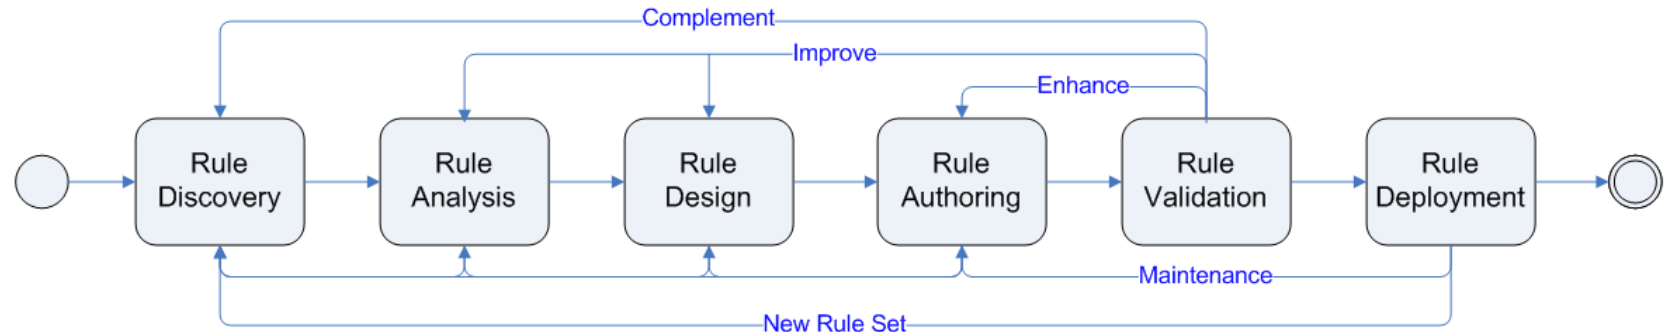 Complement
Improve
Enhance
Rule
Discovery
Rule
Analysis
Rule
Design
Rule
Authoring
Rule
Validation
Rule
Deployment
Maintenance
New Rule Set